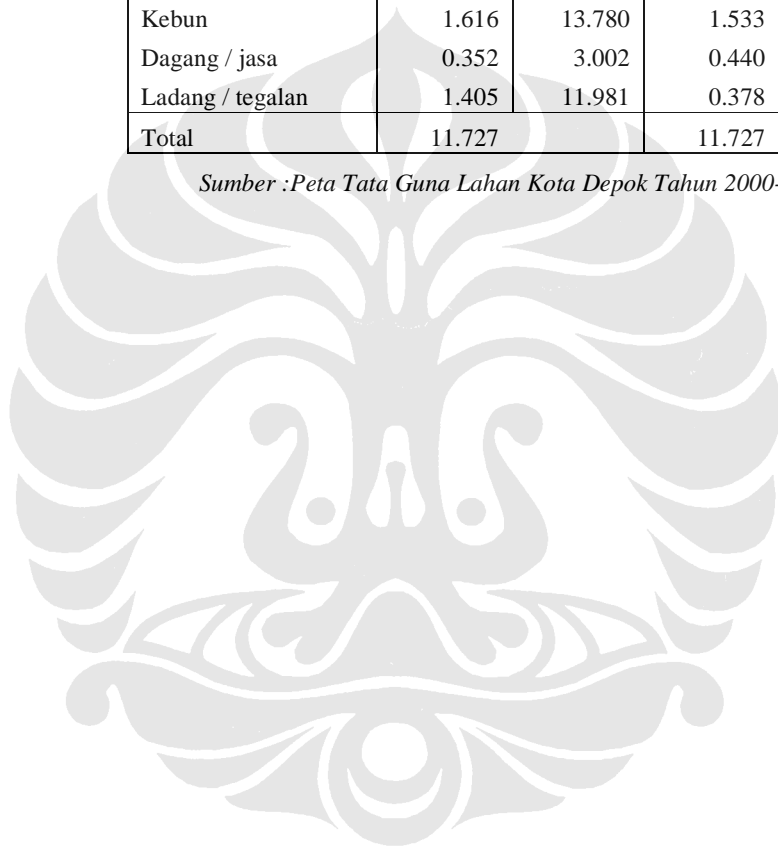 Kebun 1.616 13.780 1.533
Dagang / jasa 0.352 3.002 0.440
Ladang / tegalan 1.405 11.981 0.378
Total 11.727 11.727
Sumber :Peta Tata Guna Lahan Kota Depok Tahun 2000-